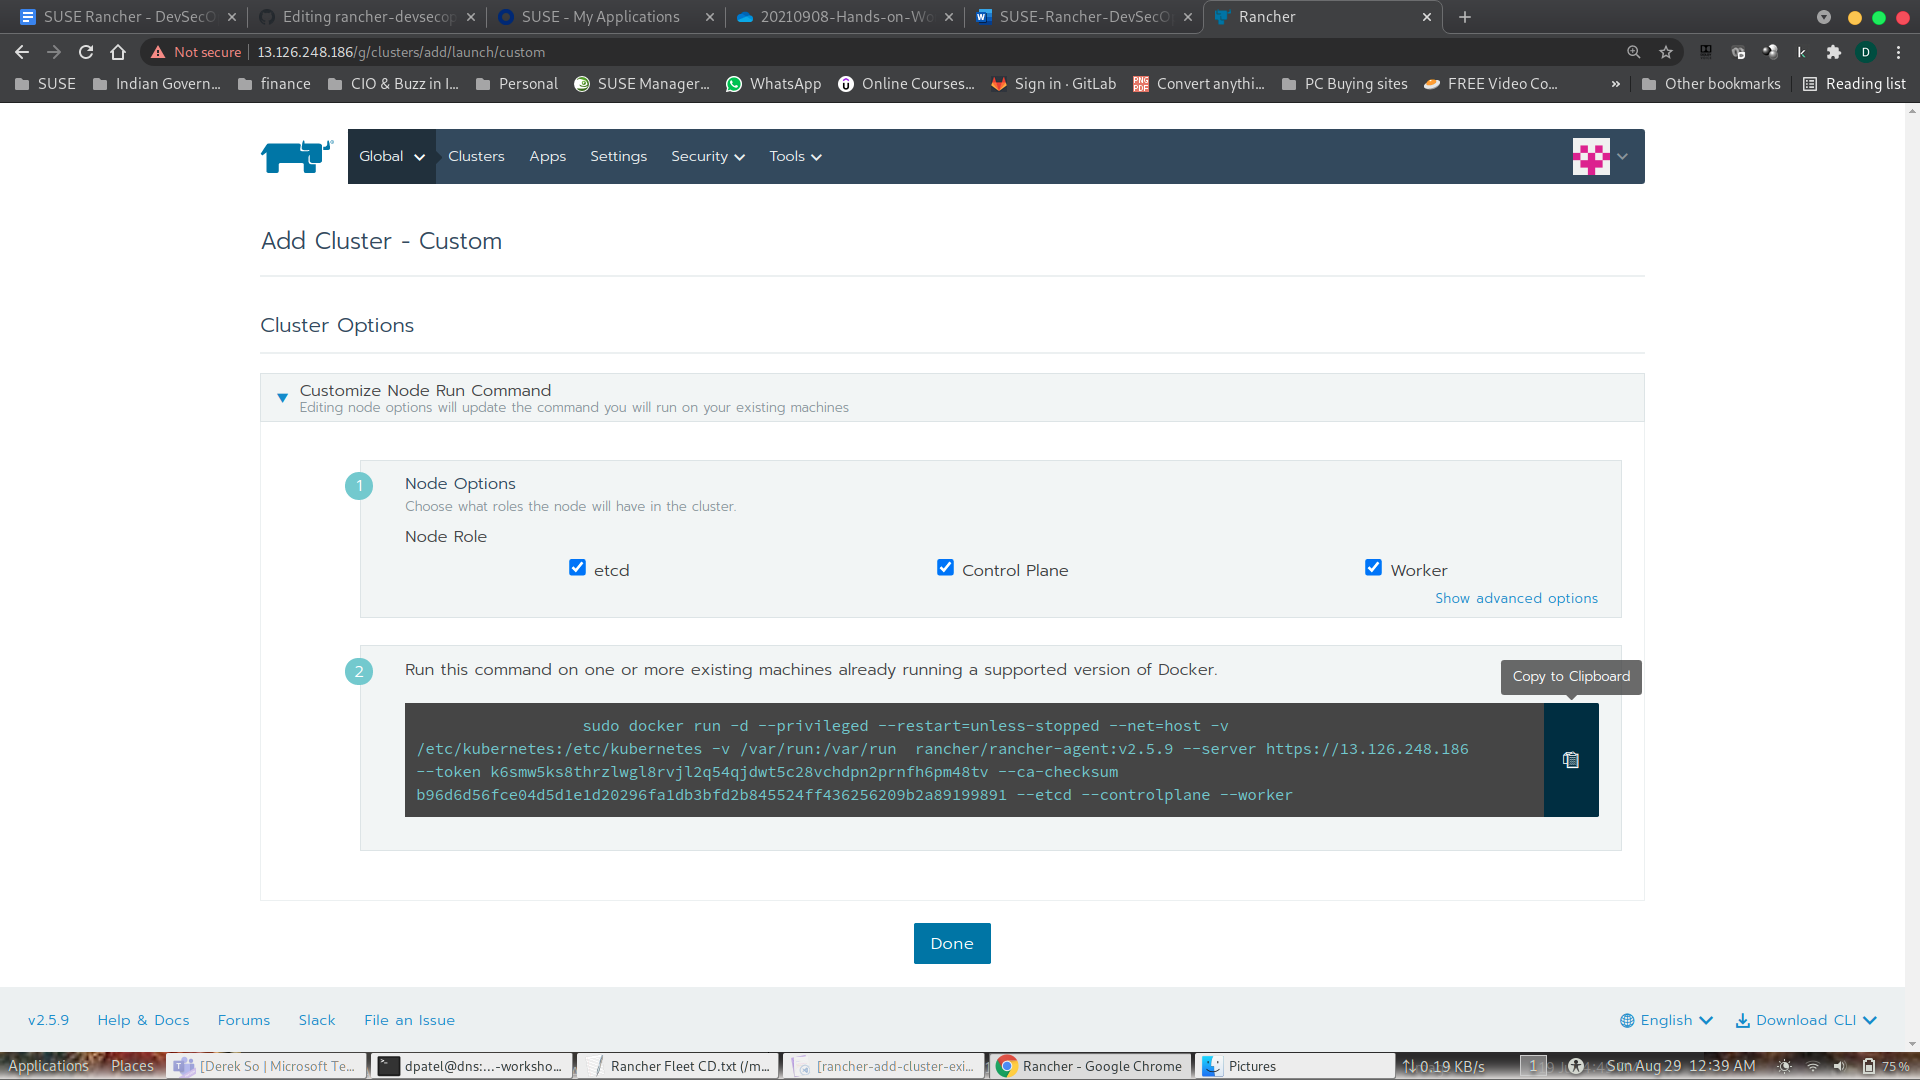 SUSE Rancher - DevSecO
Editing rancher-devsecop
SUSE - My Applications
20210908-Hands-on-Wo
SUSE-Rancher-DevSecO
Rancher
Not secure
13.126.248.186/g/clusters/add/launch/custom
D
SUSE
Indian Govern...
finance
CIO & Buzz in I...
Personal
SUSE Manager...
WhatsApp
Online Courses...
Sign in · GitLab
Convert anythi...
PC Buying sites
FREE Video Co...
»
Other bookmarks
Reading list
Global
Clusters
Apps
Settings
Security
Tools
Add Cluster - Custom
Cluster Options
Customize Node Run Command
Editing node options will update the command you will run on your existing machines
1
Node Options
Choose what roles the node will have in the cluster.
Node Role
etcd
Control Plane
Worker
Show advanced options
2
Run this command on one or more existing machines already running a supported version of Docker.
Copy to Clipboard
sudo docker run -d --privileged --restart=unless-stopped --net=host -v
/etc/kubernetes:/etc/kubernetes -v /var/run:/var/run  rancher/rancher-agent:v2.5.9 --server https://13.126.248.186
--token k6smw5ks8thrzlwgl8rvjl2q54qjdwt5c28vchdpn2prnfh6pm48tv --ca-checksum
b96d6d56fce04d5d1e1d20296fa1db3bfd2b845524ff436256209b2a89199891 --etcd --controlplane --worker
Done
v2.5.9
Help & Docs
Forums
Slack
File an Issue
English
Download CLI
Applications
Places
[Derek So | Microsoft Te...
dpatel@dns:...-worksho...
Rancher Fleet CD.txt (/m...
[rancher-add-cluster-exi...
Rancher - Google Chrome
Pictures
0.19 KB/s
1
Sun Aug 29 12:39 AM
75 %